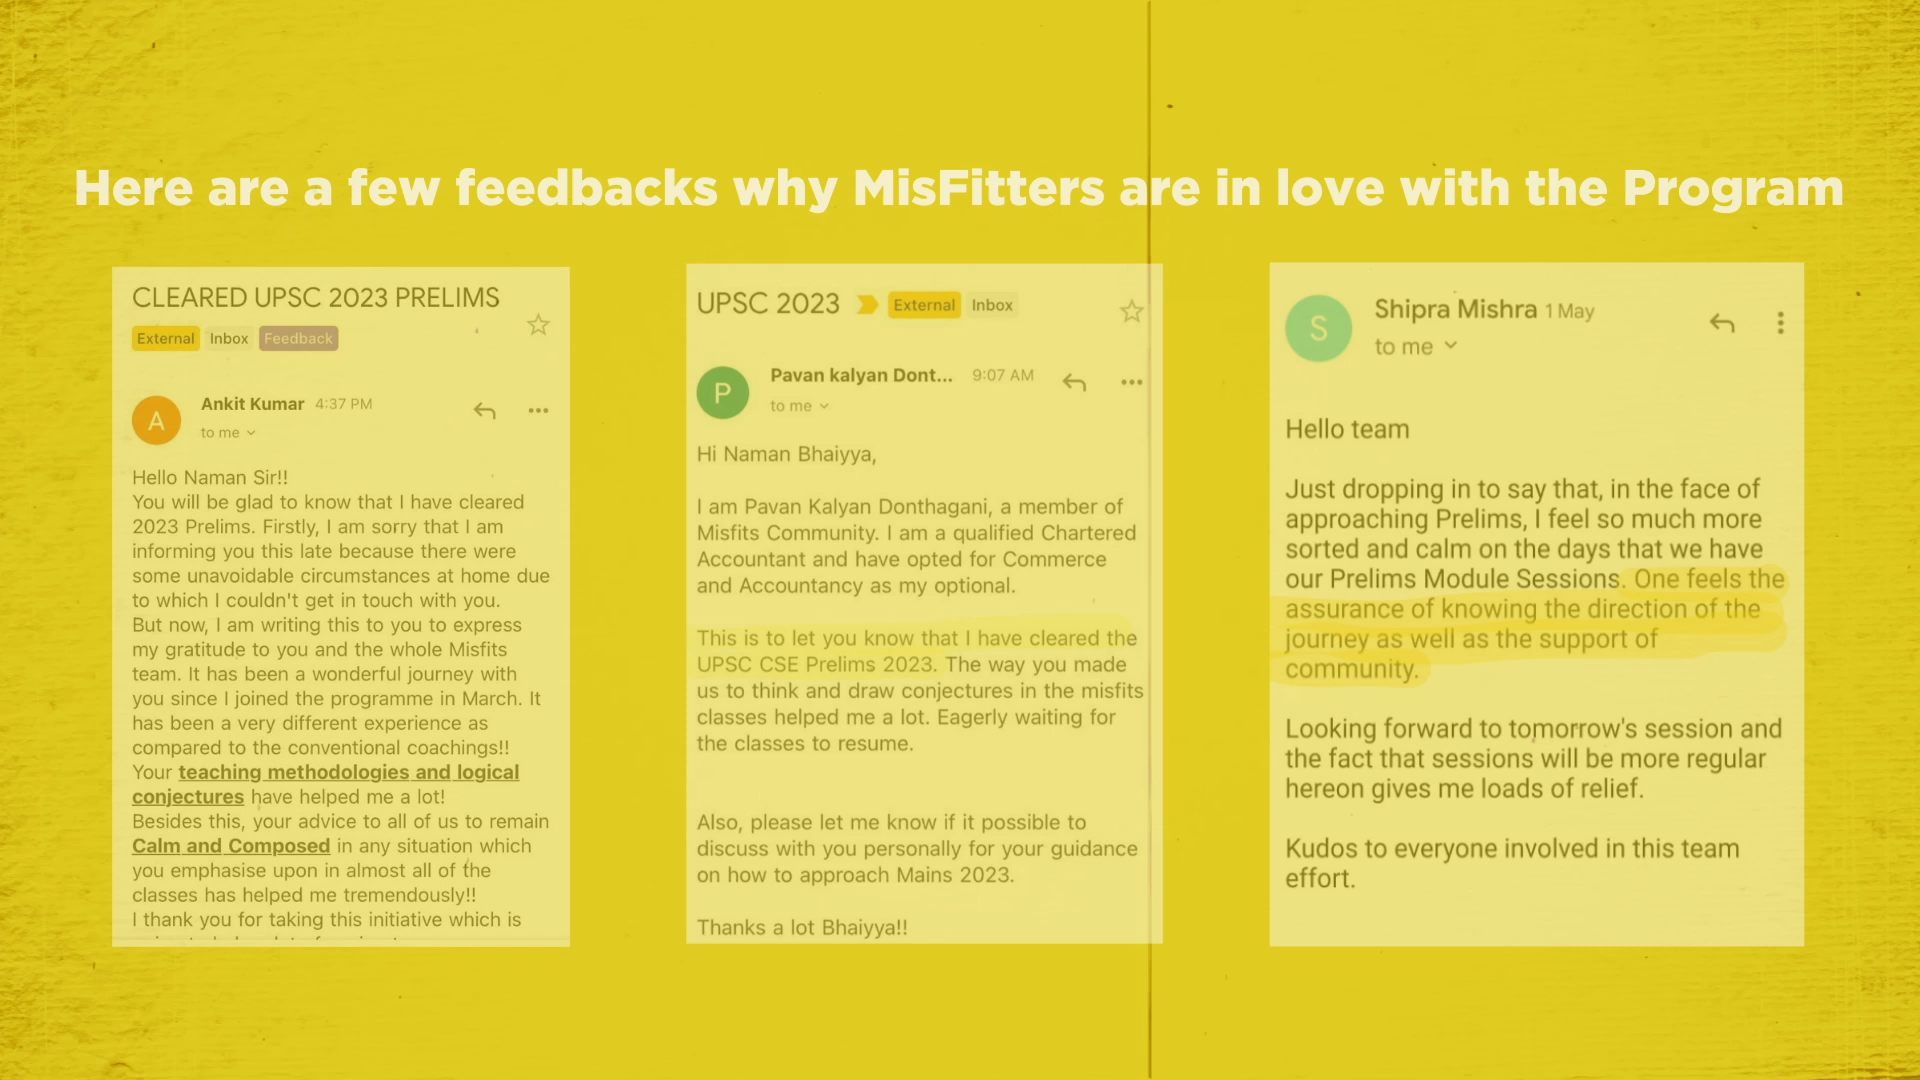 Here are a few feedbacks why MisFitters are in love with the Program
CLEARED UPSC 2023 PRELIMS
External Inbox Feedback
A
Ankit Kumar 4:37 PM
to me
Hello Naman Sir!!
You will be glad to know that I have cleared
2023 Prelims. Firstly, I am sorry that I am
informing you this late because there were
some unavoidable circumstances at home due
to which I couldn't get in touch with you.
But now, I am writing this to you to express
my gratitude to you and the whole Misfits
team. It has been a wonderful journey with
you since I joined the programme in March. It
has been a very different experience as
compared to the conventional coachings!!
Your teaching methodologies and logical
conjectures have helped me a lot!
Besides this, your advice to all of us to remain
Calm and Composed in any situation which
you emphasise upon in almost all of the
classes has helped me tremendously!!
I thank you for taking this initiative which is
UPSC 2023 External Inbox
P
Pavan kalyan Dont... 9:07 AM
to me
Hi Naman Bhaiyya,
I am Pavan Kalyan Donthagani, a member of
Misfits Community. I am a qualified Chartered
Accountant and have opted for Commerce
and Accountancy as my optional.
This is to let you know that I have cleared the
UPSC CSE Prelims 2023. The way you made
us to think and draw conjectures in the misfits
classes helped me a lot. Eagerly waiting for
the classes to resume.
Also, please let me know if it possible to
discuss with you personally for your guidance
on how to approach Mains 2023.
Thanks a lot Bhaiyya!!
S
Shipra Mishra 1 May
to me
Hello team
Just dropping in to say that, in the face of
approaching Prelims, I feel so much more
sorted and calm on the days that we have
our Prelims Module Sessions. One feels the
assurance of knowing the direction of the
journey as well as the support of
community.
Looking forward to tomorrow's session and
the fact that sessions will be more regular
hereon gives me loads of relief.
Kudos to everyone involved in this team
effort.